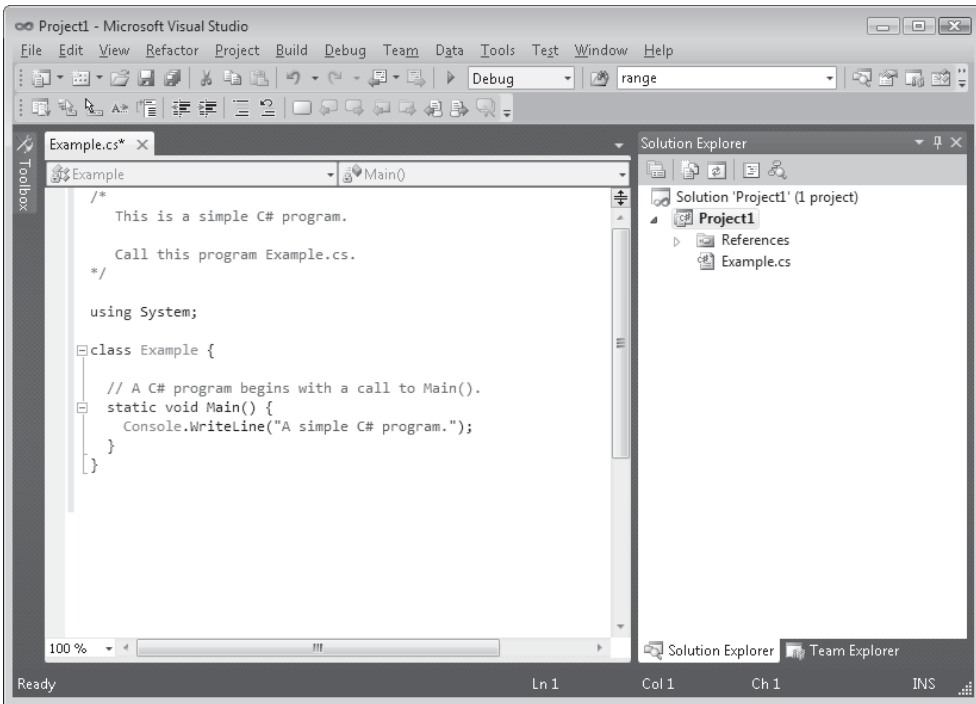 Project1 - Microsoft Visual Studio
File Edit View Refactor Project Build Debug Team Data Tools Test Window Help
Debug range
Toolbox
Example.cs*
Example Main()
/*
This is a simple C# program.
Call this program Example.cs.
*/
using System;
class Example {
// A C# program begins with a call to Main().
static void Main() {
Console.WriteLine("A simple C# program.");
}
}
100 %
Solution Explorer
Solution 'Project1' (1 project)
Project1
References
Example.cs
Solution Explorer Team Explorer
Ready Ln 1 Col 1 Ch 1 INS